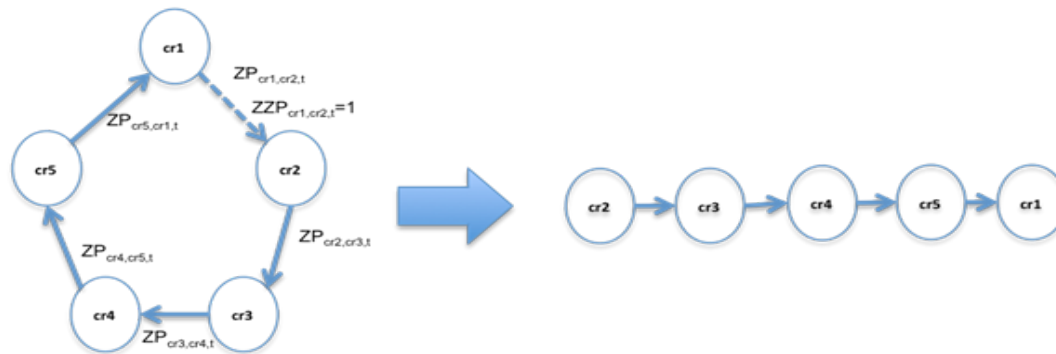 cr1
ZPcr1,cr2,t
ZZPcr1,cr2,t=1
ZPcr5,cr1,t
cr5
cr2
ZPcr4,cr5,t
ZPcr2,cr3,t
cr4
cr3
ZPcr3,cr4,t
cr2 cr3 cr4 cr5 cr1